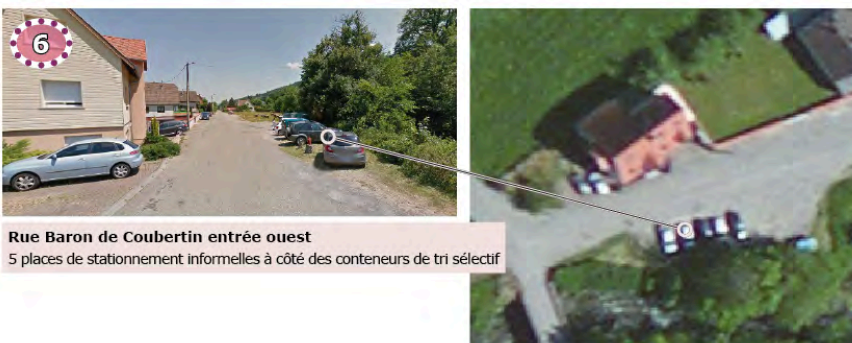 6
Rue Baron de Coubertin entrée ouest
5 places de stationnement informelles à côté des conteneurs de tri sélectif